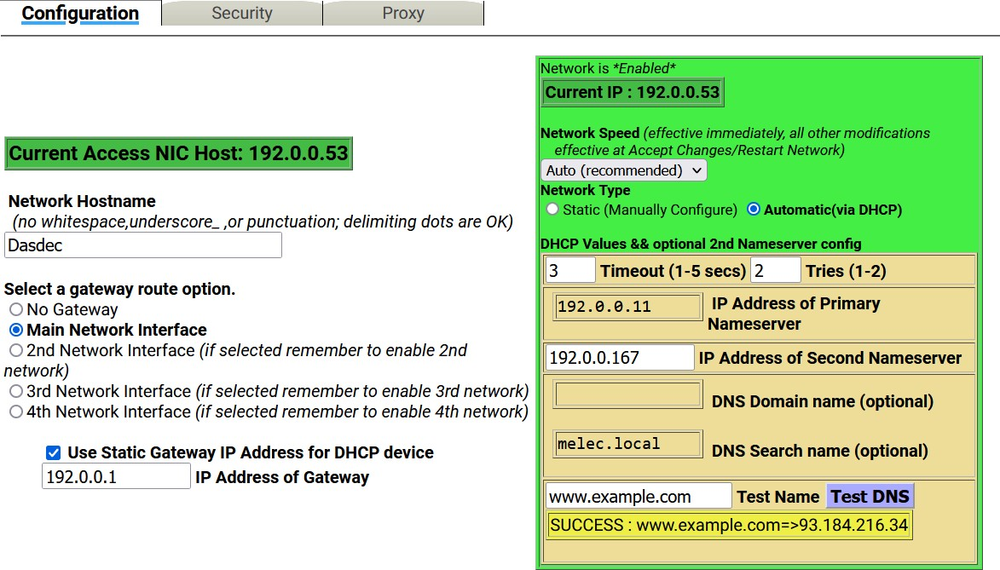 Configuration
Security
Proxy
Current Access NIC Host: 192.0.0.53
Network Hostname
(no whitespace,underscore_ ,or punctuation; delimiting dots are OK)
Dasdec
Select a gateway route option.
No Gateway
Main Network Interface
2nd Network Interface (if selected remember to enable 2nd
network)
3rd Network Interface (if selected remember to enable 3rd network)
4th Network Interface (if selected remember to enable 4th network)
Use Static Gateway IP Address for DHCP device
192.0.0.1 IP Address of Gateway
Network is *Enabled*
Current IP : 192.0.0.53
Network Speed (effective immediately, all other modifications
effective at Accept Changes/Restart Network)
Auto (recommended)
Network Type
Static (Manually Configure) Automatic(via DHCP)
DHCP Values && optional 2nd Nameserver config
3 Timeout (1-5 secs) 2 Tries (1-2)
192.0.0.11 IP Address of Primary
Nameserver
192.0.0.167 IP Address of Second Nameserver
DNS Domain name (optional)
melec.local DNS Search name (optional)
www.example.com Test Name Test DNS
SUCCESS : www.example.com=>93.184.216.34